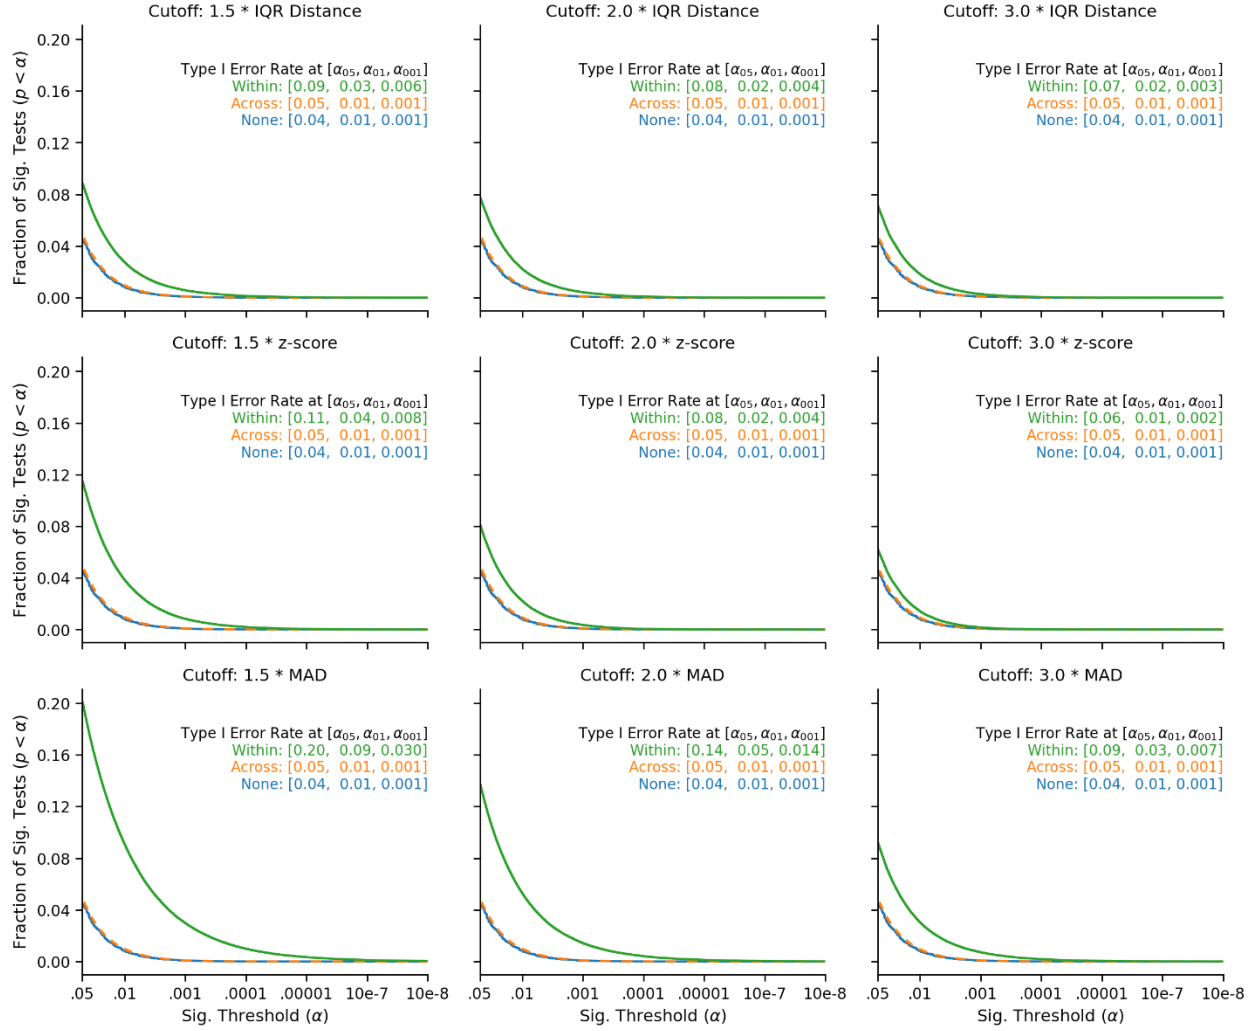 Cutoff: 1.5 * IQR Distance
Cutoff: 2.0 * IQR Distance
Cutoff: 3.0 * IQR Distance
Fraction of Sig. Tests (p < α)
0.20
0.16
0.12
0.08
0.04
0.00
Type I Error Rate at [α05, α01, α001]
Within: [0.09, 0.03, 0.006]
Across: [0.05, 0.01, 0.001]
None: [0.04, 0.01, 0.001]
Type I Error Rate at [α05, α01, α001]
Within: [0.08, 0.02, 0.004]
Across: [0.05, 0.01, 0.001]
None: [0.04, 0.01, 0.001]
Type I Error Rate at [α05, α01, α001]
Within: [0.07, 0.02, 0.003]
Across: [0.05, 0.01, 0.001]
None: [0.04, 0.01, 0.001]
Cutoff: 1.5 * z-score
Cutoff: 2.0 * z-score
Cutoff: 3.0 * z-score
Fraction of Sig. Tests (p < α)
0.20
0.16
0.12
0.08
0.04
0.00
Type I Error Rate at [α05, α01, α001]
Within: [0.11, 0.04, 0.008]
Across: [0.05, 0.01, 0.001]
None: [0.04, 0.01, 0.001]
Type I Error Rate at [α05, α01, α001]
Within: [0.08, 0.02, 0.004]
Across: [0.05, 0.01, 0.001]
None: [0.04, 0.01, 0.001]
Type I Error Rate at [α05, α01, α001]
Within: [0.06, 0.01, 0.002]
Across: [0.05, 0.01, 0.001]
None: [0.04, 0.01, 0.001]
Cutoff: 1.5 * MAD
Cutoff: 2.0 * MAD
Cutoff: 3.0 * MAD
Fraction of Sig. Tests (p < α)
0.20
0.16
0.12
0.08
0.04
0.00
Type I Error Rate at [α05, α01, α001]
Within: [0.20, 0.09, 0.030]
Across: [0.05, 0.01, 0.001]
None: [0.04, 0.01, 0.001]
Type I Error Rate at [α05, α01, α001]
Within: [0.14, 0.05, 0.014]
Across: [0.05, 0.01, 0.001]
None: [0.04, 0.01, 0.001]
Type I Error Rate at [α05, α01, α001]
Within: [0.09, 0.03, 0.007]
Across: [0.05, 0.01, 0.001]
None: [0.04, 0.01, 0.001]
.05 .01 .001 .0001 .00001 10e-7 10e-8
.05 .01 .001 .0001 .00001 10e-7 10e-8
.05 .01 .001 .0001 .00001 10e-7 10e-8
Sig. Threshold (α)
Sig. Threshold (α)
Sig. Threshold (α)